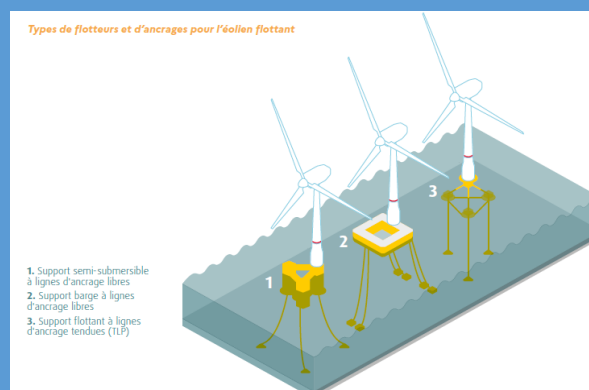 Types de flotteurs et d'ancrages pour l'éolien flottant
3
2
1
1. Support semi-submersible
à lignes d'ancrage libres
2. Support barge à lignes
d'ancrage libres
3. Support flottant à lignes
d'ancrage tendues (TLP)